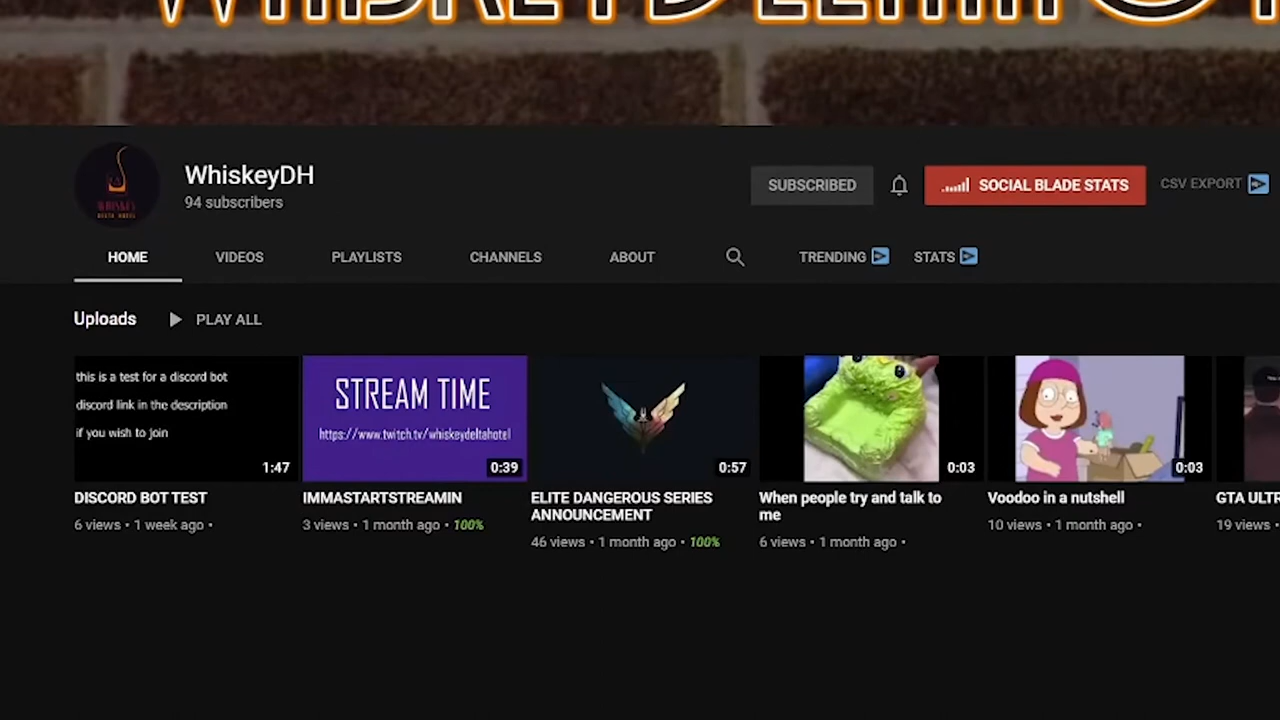 WhiskeyDH
94 subscribers
SUBSCRIBED
SOCIAL BLADE STATS
CSV EXPORT
WHISKEY
DELTA HOTEL
HOME VIDEOS PLAYLISTS CHANNELS ABOUT TRENDING STATS
Uploads PLAY ALL
this is a test for a discord bot
discord link in the description
if you wish to join
1:47
STREAM TIME
https://www.twitch.tv/whiskeydeltahotel
0:39
0:57
0:03
0:03
DISCORD BOT TEST
6 views • 1 week ago •
IMMASTARTSTREAMIN
3 views • 1 month ago • 100%
ELITE DANGEROUS SERIES
ANNOUNCEMENT
46 views • 1 month ago • 100%
When people try and talk to
me
6 views • 1 month ago •
Voodoo in a nutshell
10 views • 1 month ago •
GTA ULTR
19 views •